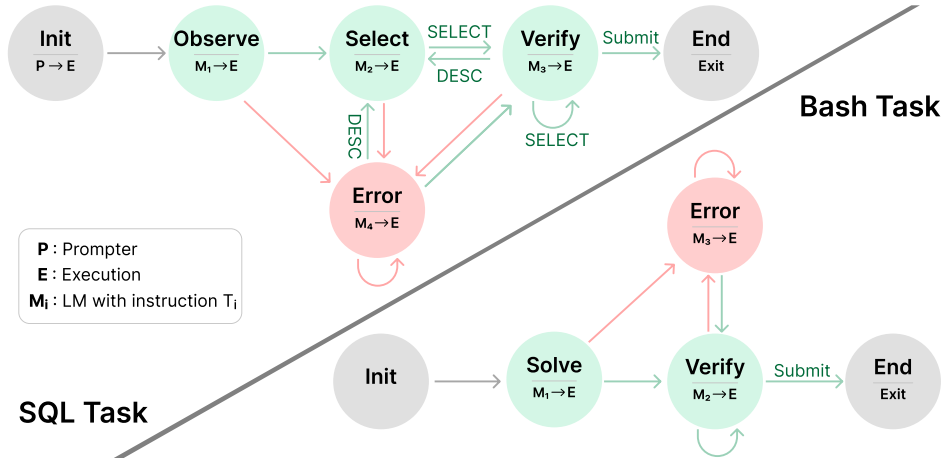 Init
P → E
Observe
M₁→E
Select
M₂→E
SELECT
DESC
Verify
M₃→E
SELECT
Submit
End
Exit
DESC
Error
M₄→E
Bash Task
P : Prompter
E : Execution
Mᵢ : LM with instruction Tᵢ
Error
M₃→E
Init
Solve
M₁→E
Verify
M₂→E
Submit
End
Exit
SQL Task